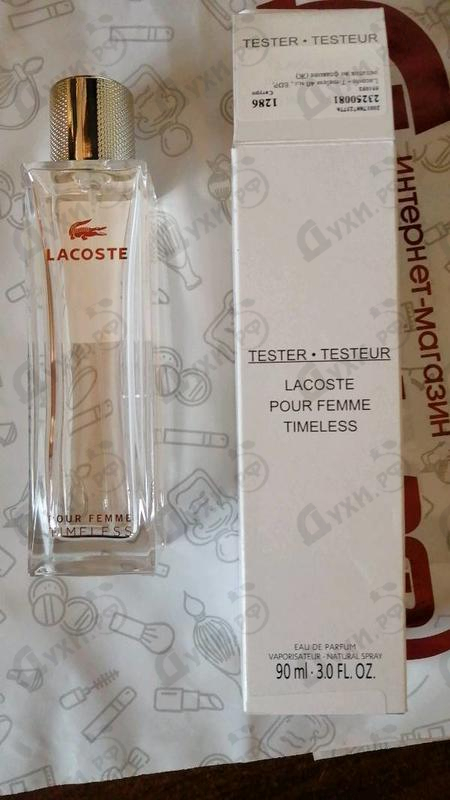 TESTER • TESTEUR
23250081
1286
LACOSTE
POUR FEMME
TIMELESS
TESTER • TESTEUR
LACOSTE
POUR FEMME
TIMELESS
EAU DE PARFUM
VAPORISATEUR - NATURAL SPRAY
90 ml · 3.0 FL. OZ.
интернет-магазин
Духи.РФ